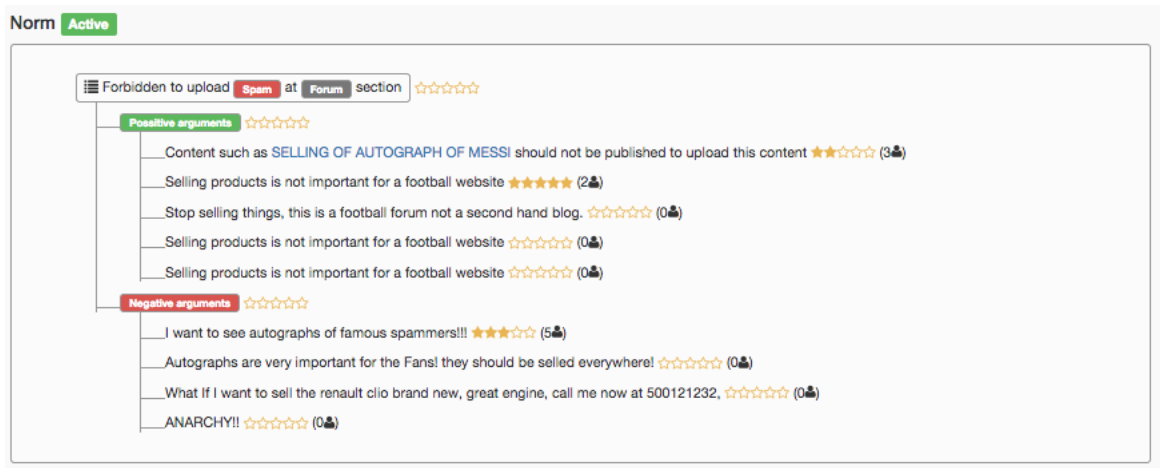 Norm Active
Forbidden to upload Spam at Forum section
Possitive arguments
Content such as SELLING OF AUTOGRAPH OF MESSI should not be published to upload this content (3)
Selling products is not important for a football website (2)
Stop selling things, this is a football forum not a second hand blog. (0)
Selling products is not important for a football website (0)
Selling products is not important for a football website (0)
Negative arguments
I want to see autographs of famous spammers!!! (5)
Autographs are very important for the Fans! they should be selled everywhere! (0)
What If I want to sell the renault clio brand new, great engine, call me now at 500121232, (0)
ANARCHY!! (0)